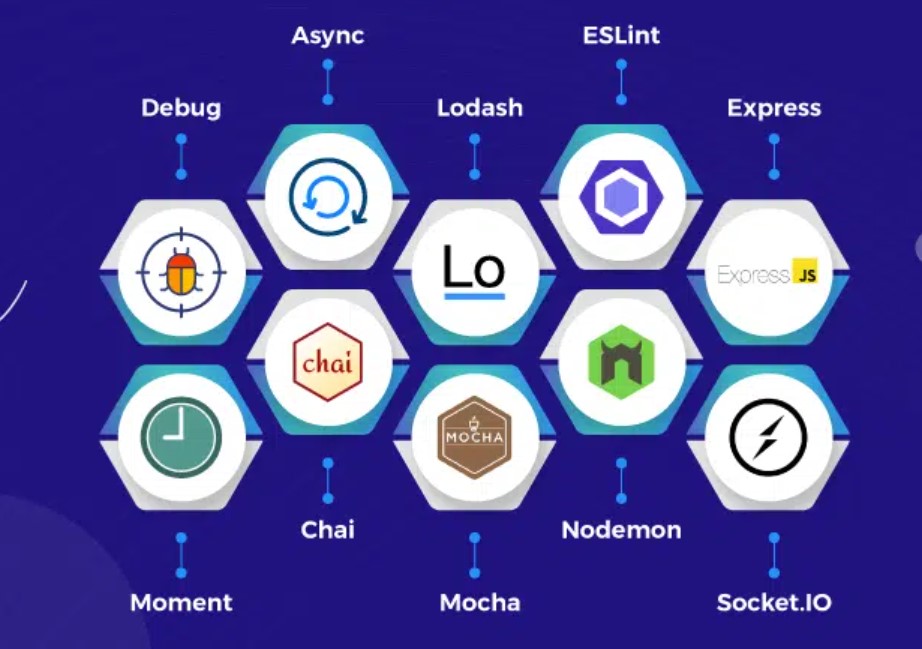 Async
ESLint
Debug
Lodash
Express
Lo
Express JS
chai
MOCHA
Chai
Nodemon
Moment
Mocha
Socket.IO